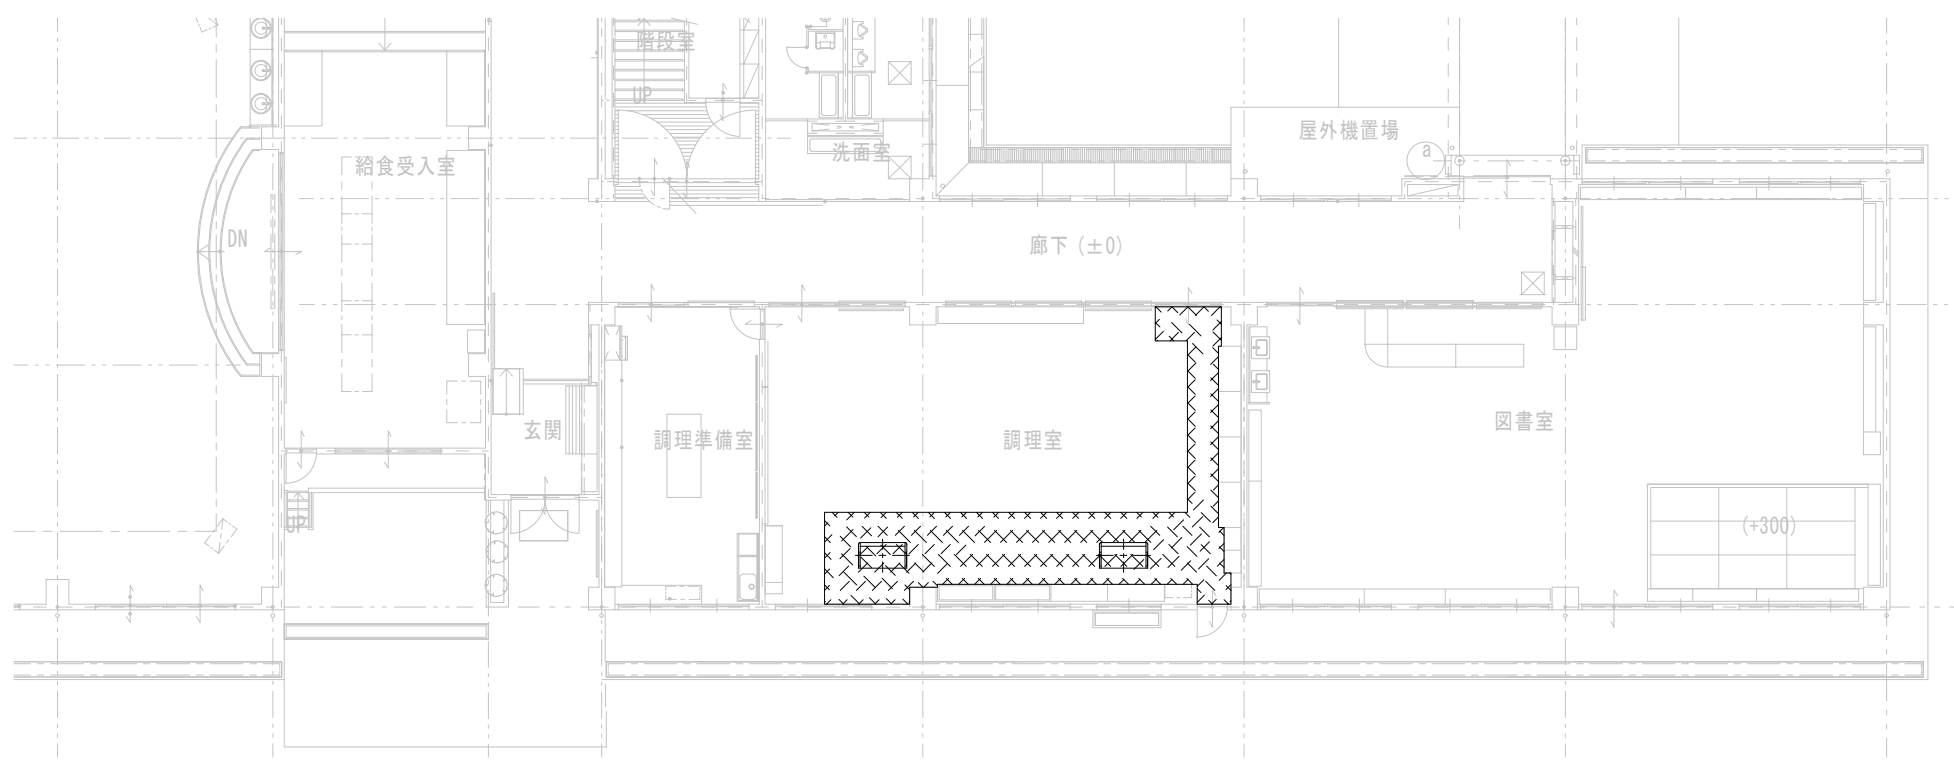 階段室
UP
屋外機置場
洗面室
a
給食受入室
DN
廊下 (±0)
玄関
調理準備室
調理室
図書室
UP
(+300)